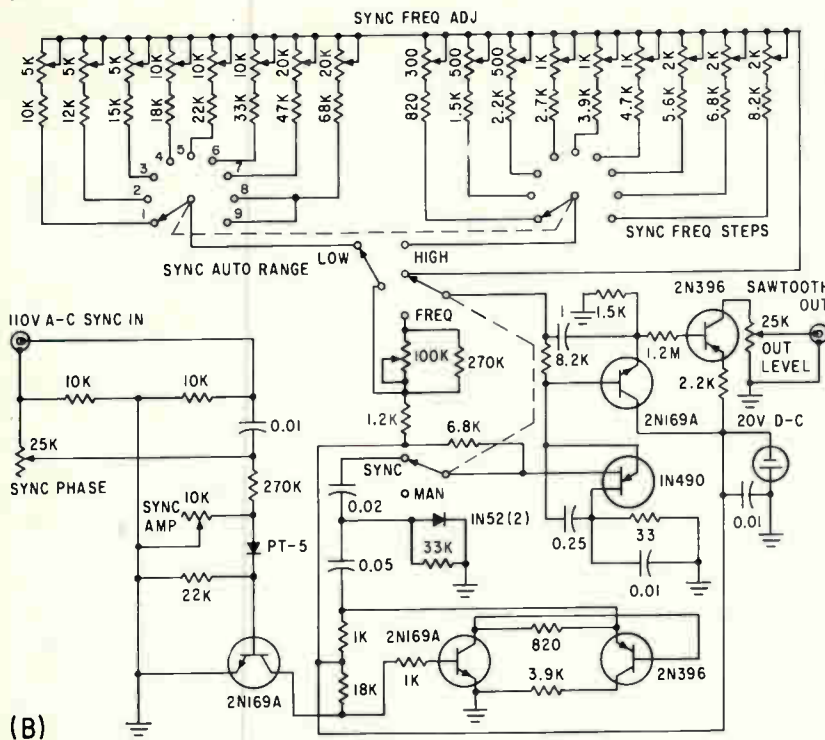 SYNC FREQ ADJ
5K 5K 5K 10K 10K 10K 20K 20K
300 500 500 1K 1K 1K 2K 2K 2K
10K 12K 15K 18K 22K 33K 47K 68K
820 1.5K 2.2K 2.7K 3.9K 4.7K 5.6K 6.8K 8.2K
1 2 3 4 5 6 7 8 9
SYNC AUTO RANGE
LOW
HIGH
SYNC FREQ STEPS
110V A-C SYNC IN
FREQ
100K
270K
1
1.5K
2N396
SAWTOOTH
OUT
25K
OUT
LEVEL
1.2M
8.2K
2N169A
2.2K
20V D-C
10K
10K
0.01
25K
SYNC PHASE
270K
1.2K
6.8K
SYNC
MAN
1N490
0.02
IN52(2)
33K
0.25
33
0.01
0.01
SYNC
AMP
10K
PT-5
0.05
22K
1K
18K
2N169A
1K
2N169A
820
3.9K
2N396
(B)